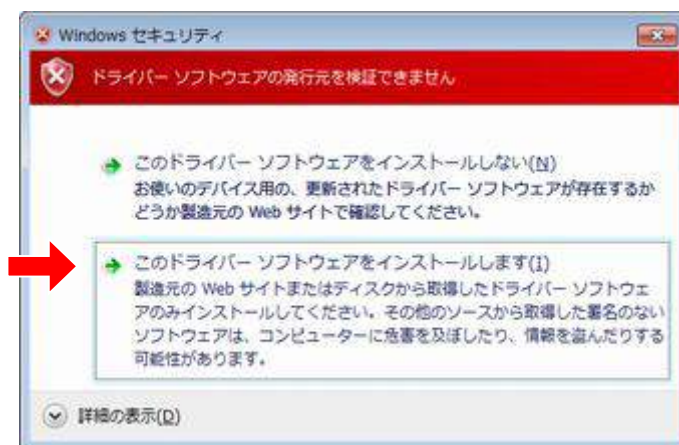 Windows セキュリティ
ドライバー ソフトウェアの発行元を検証できません
このドライバー ソフトウェアをインストールしない(N)
お使いのデバイス用の、更新されたドライバー ソフトウェアが存在するか
どうか製造元の Web サイトで確認してください。
このドライバー ソフトウェアをインストールします(I)
製造元の Web サイトまたはディスクから取得したドライバー ソフトウェ
アのみインストールしてください。その他のソースから取得した署名のない
ソフトウェアは、コンピューターに危害を及ぼしたり、情報を盗んだりする
可能性があります。
詳細の表示(D)